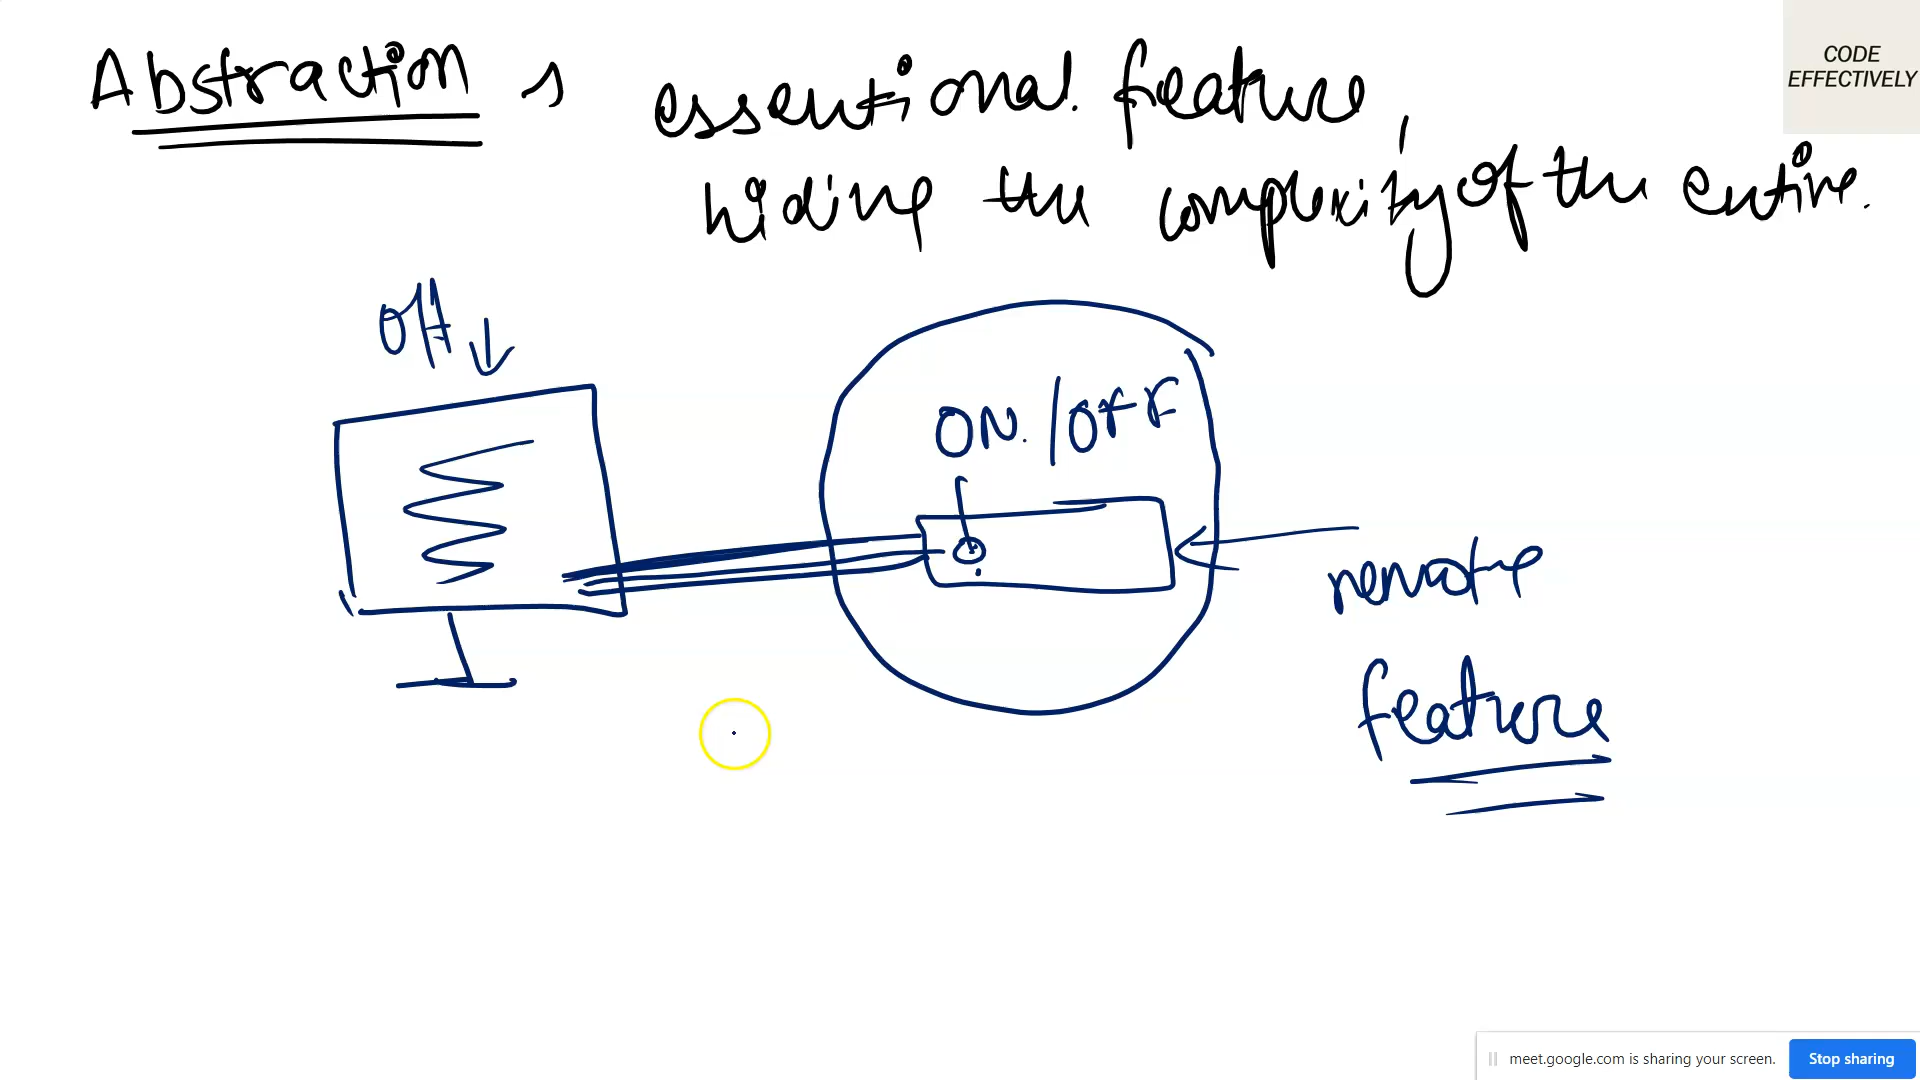 Abstraction
essentional feature,
hiding the complexity of the entire.
CODE
EFFECTIVELY
Off
ON. / OFF
remote
feature
meet.google.com is sharing your screen.
Stop sharing